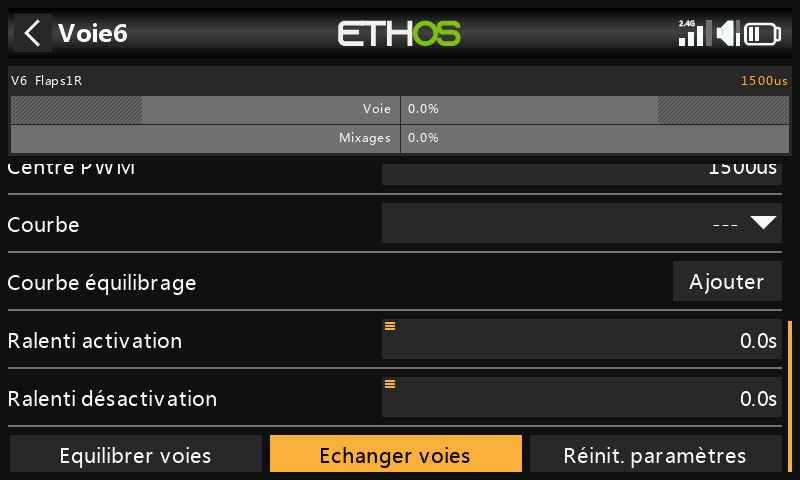 Voie6
ETHOS
2.4G
V6 Flaps1R
1500us
Voie 0.0%
Mixages 0.0%
Centre PWM 1500us
Courbe ---
Courbe équilibrage Ajouter
Ralenti activation 0.0s
Ralenti désactivation 0.0s
Equilibrer voies Echanger voies Réinit. paramètres